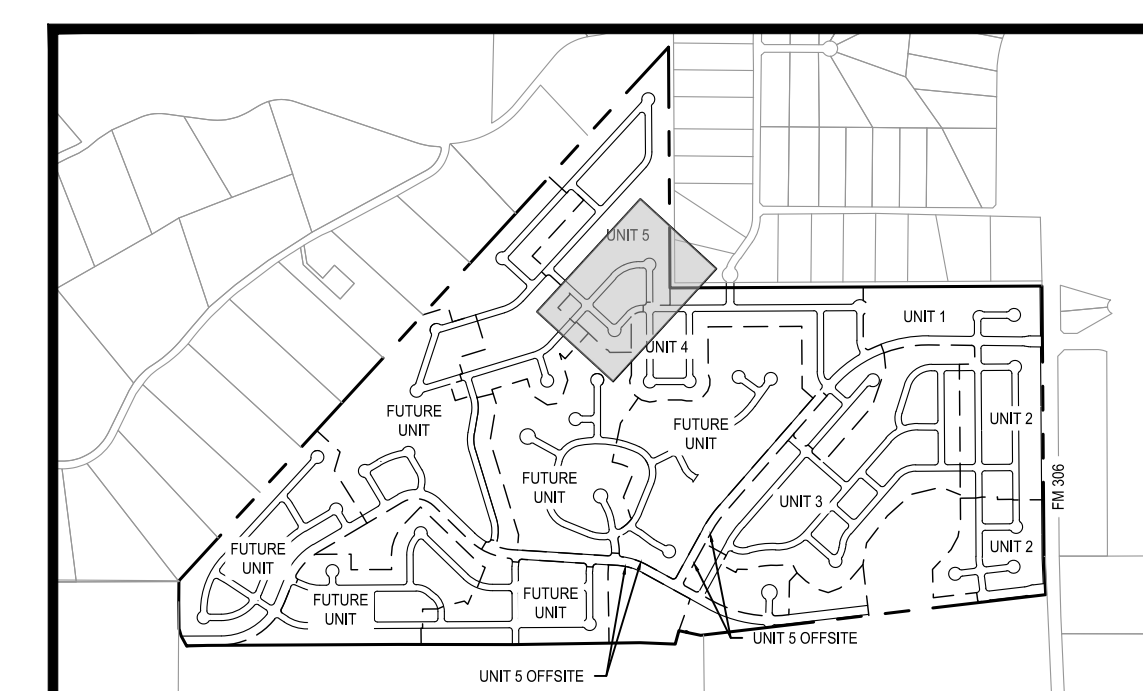 UNIT 5
UNIT 1
UNIT 4
FUTURE
UNIT
FUTURE
UNIT
UNIT 2
FUTURE
UNIT
UNIT 3
FM 306
FUTURE
UNIT
UNIT 2
FUTURE
UNIT
FUTURE
UNIT
UNIT 5 OFFSITE
UNIT 5 OFFSITE